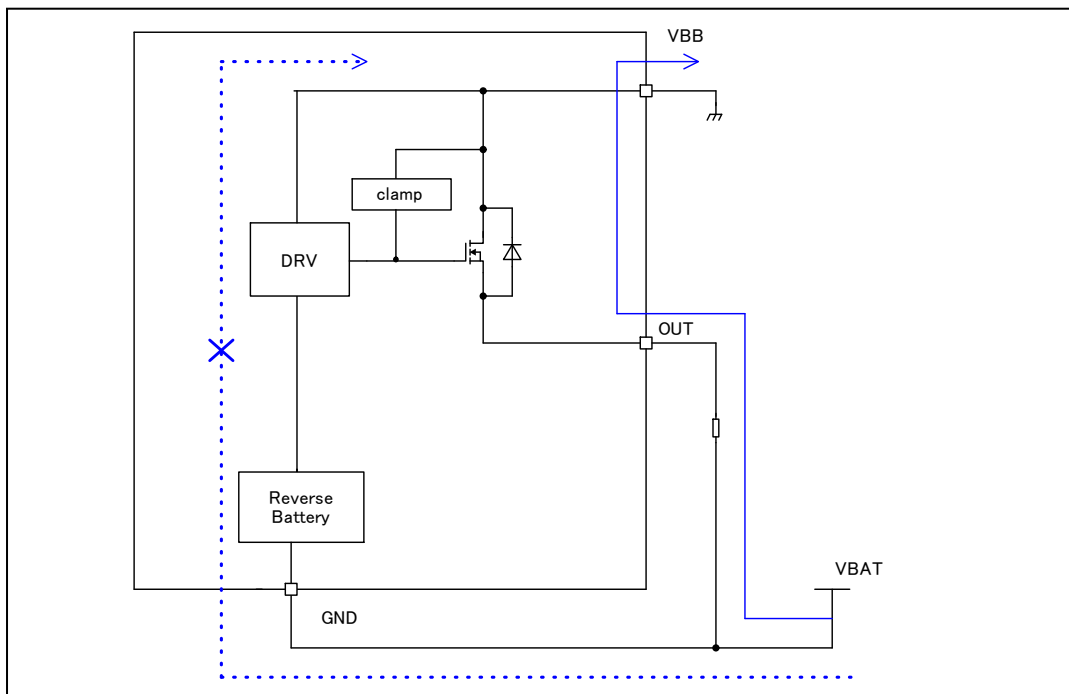 VBB
clamp
DRV
OUT
Reverse
Battery
VBAT
GND